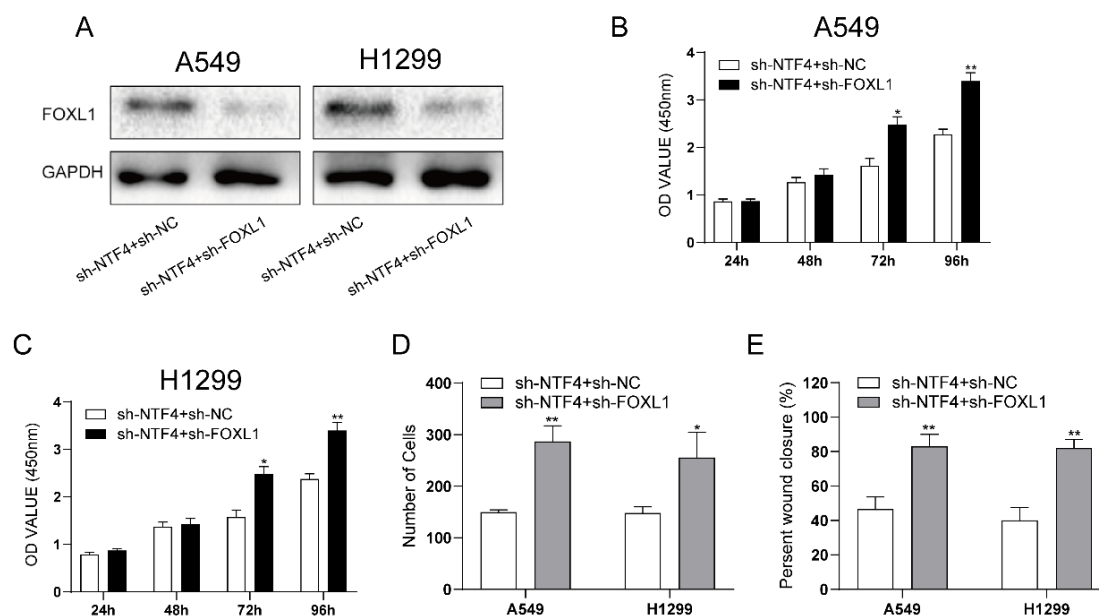 A
A549
H1299
FOXL1
GAPDH
sh-NTF4+sh-NC
sh-NTF4+sh-FOXL1
sh-NTF4+sh-NC
sh-NTF4+sh-FOXL1
B
A549
OD VALUE (450nm)
4
3
2
1
0
sh-NTF4+sh-NC
sh-NTF4+sh-FOXL1
*
**
24h 48h 72h 96h
C
H1299
OD VALUE (450nm)
4
3
2
1
0
sh-NTF4+sh-NC
sh-NTF4+sh-FOXL1
*
**
24h 48h 72h 96h
D
Number of Cells
400
300
200
100
0
sh-NTF4+sh-NC
sh-NTF4+sh-FOXL1
**
*
A549 H1299
E
Persent wound closure (%)
120
100
80
60
40
20
0
sh-NTF4+sh-NC
sh-NTF4+sh-FOXL1
**
**
A549 H1299